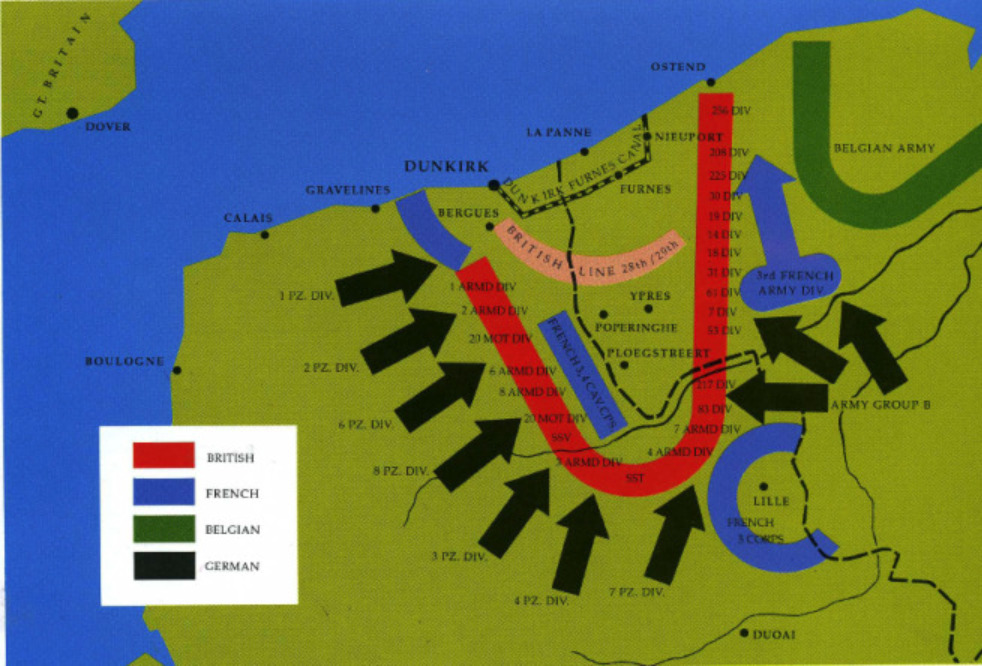 GT. BRITAIN
DOVER
OSTEND
256 DIV
LA PANNE
NIEUPORT
208 DIV
BELGIAN ARMY
DUNKIRK
DUNKIRK FURNES CANAL
225 DIV
FURNES
30 DIV
GRAVELINES
CALAIS
BERGUES
19 DIV
14 DIV
18 DIV
BRITISH LINE 28th/29th
31 DIV
61 DIV
3rd FRENCH
ARMY DIV.
1 PZ. DIV.
1 ARMD DIV
YPRES
7 DIV
2 ARMD DIV
POPERINGHE
53 DIV
20 MOT DIV
FRENCH 3,4 CAV.CPS
PLOEGSTREERT
BOULOGNE
2 PZ. DIV.
6 ARMD DIV
217 DIV
8 ARMD DIV
83 DIV
ARMY GROUP B
6 PZ. DIV.
20 MOT DIV
7 ARMD DIV
SSV
4 ARMD DIV
3 ARMD DIV
8 PZ. DIV.
SST
BRITISH
FRENCH
BELGIAN
GERMAN
LILLE
FRENCH
3 CORPS
3 PZ. DIV.
4 PZ. DIV.
7 PZ. DIV.
DUOAI